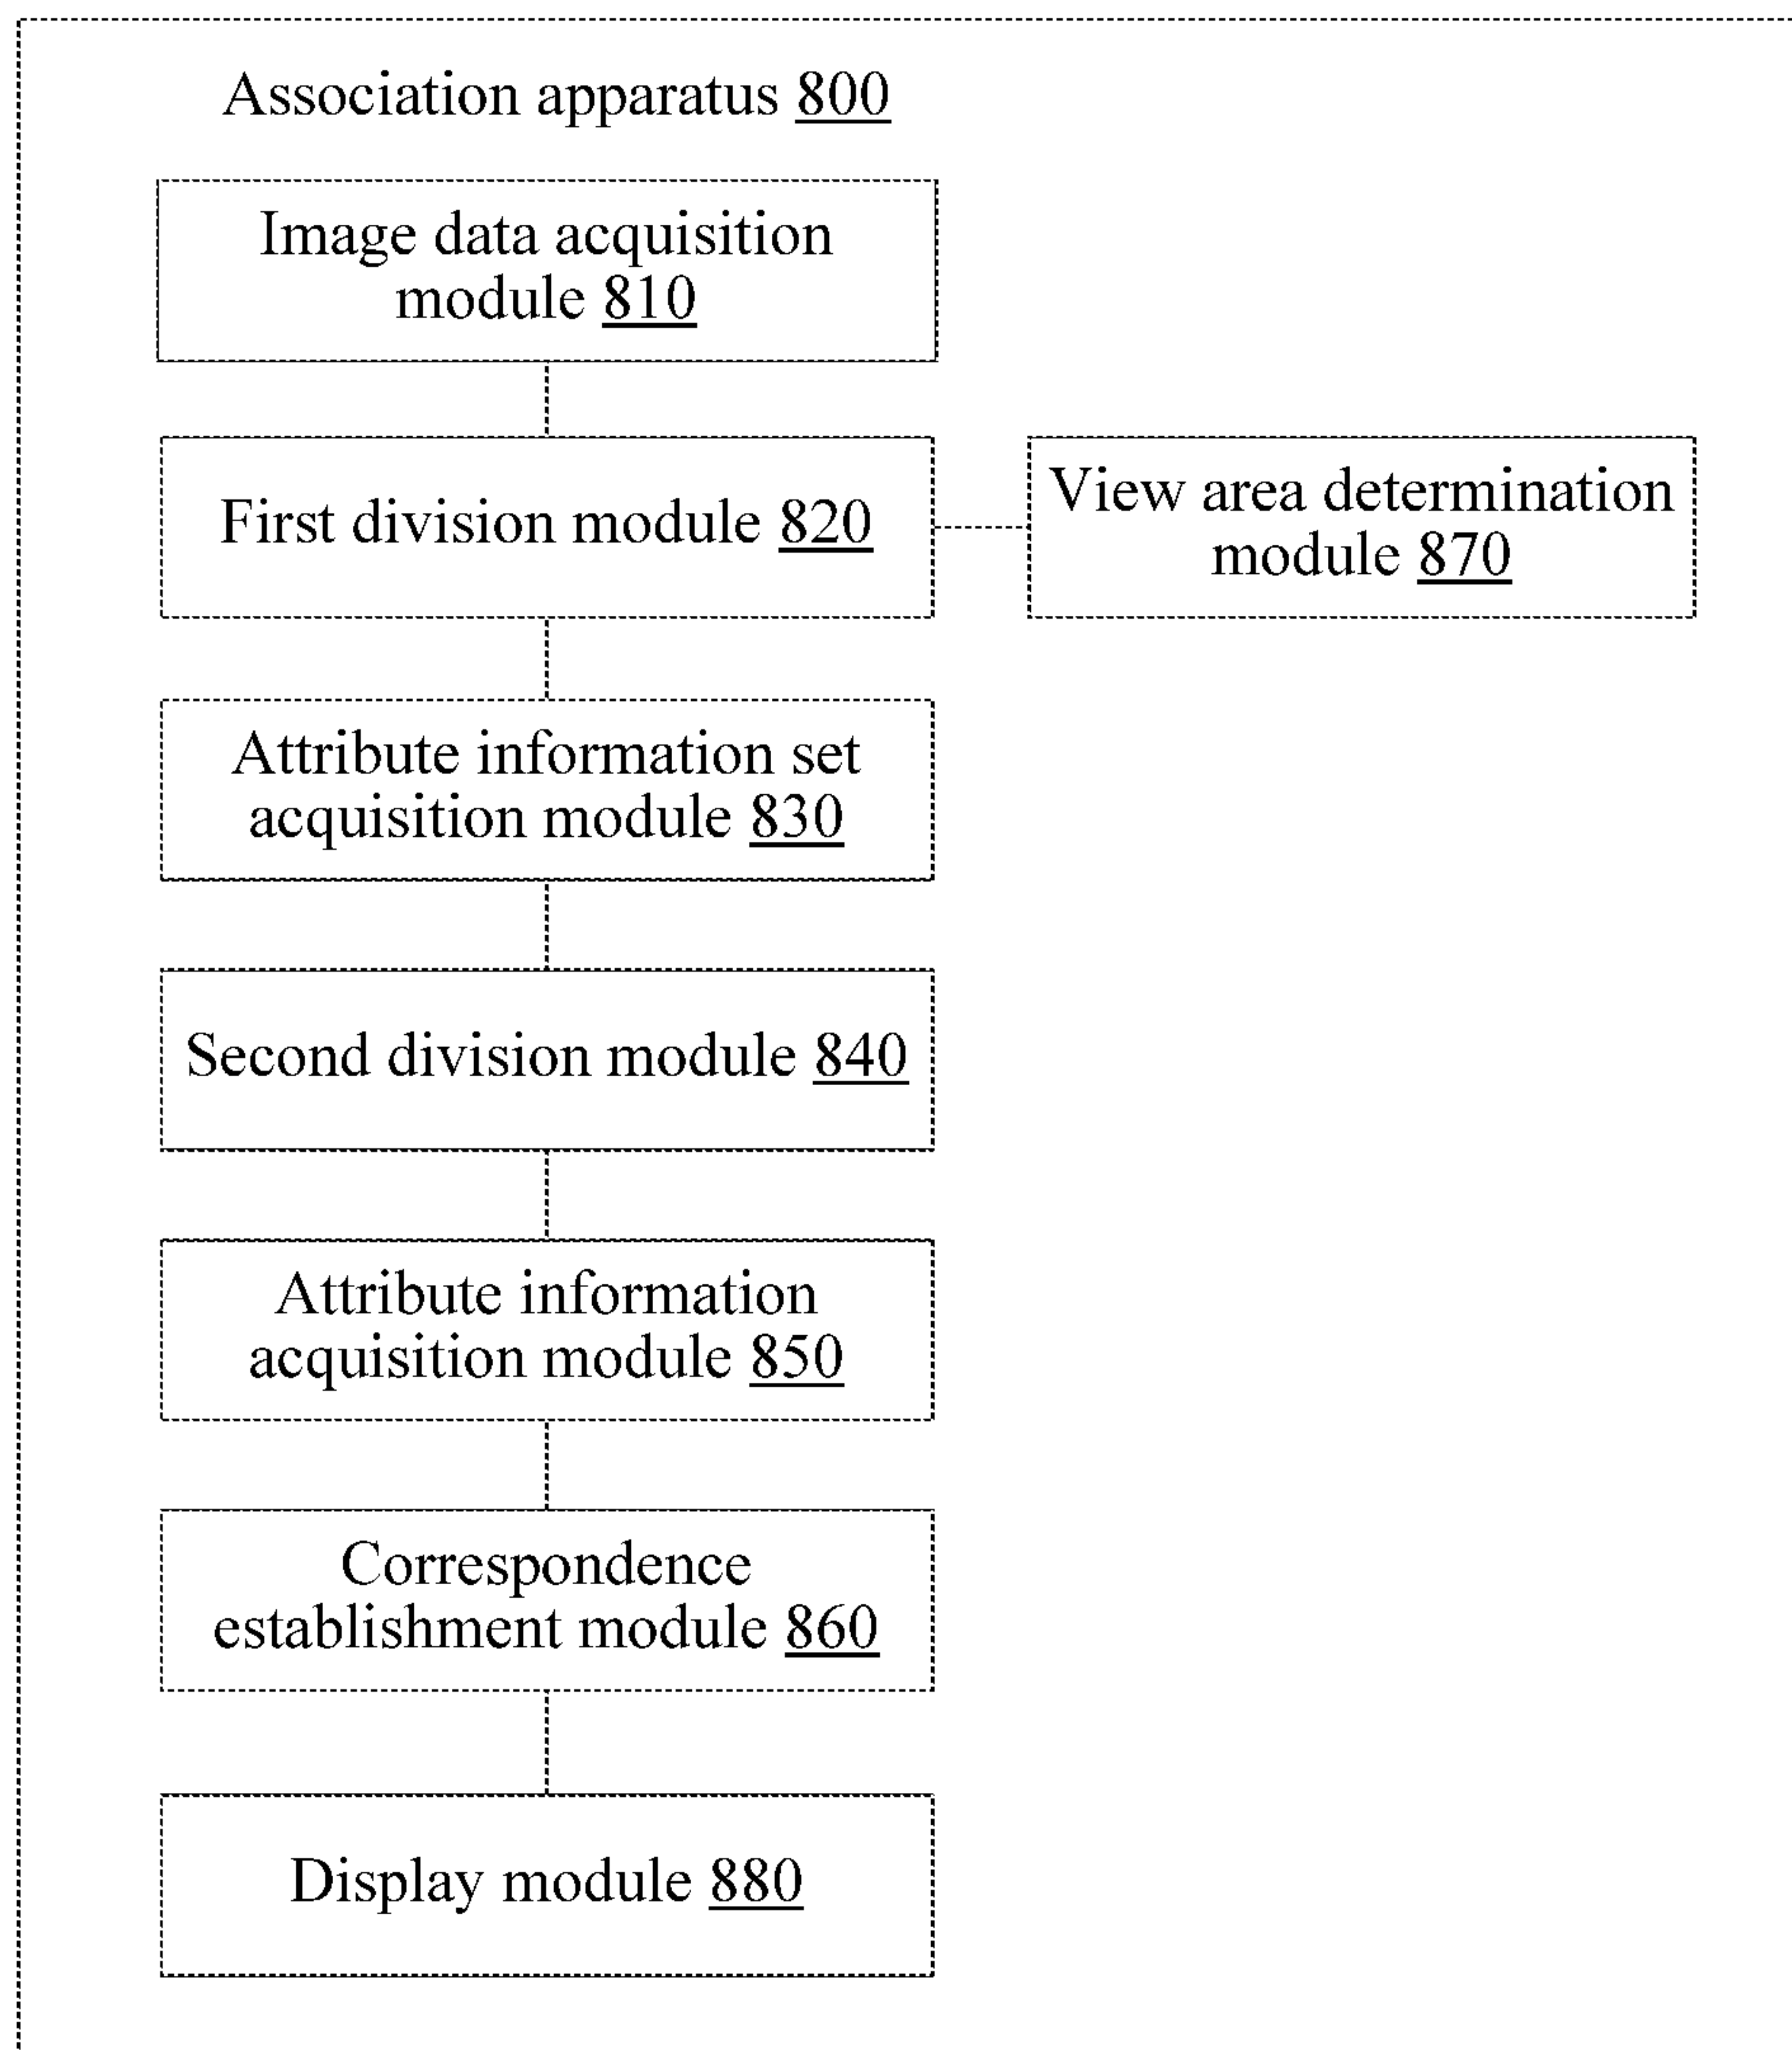 Association apparatus 800
Image data acquisition
module 810
First division module 820
View area determination
module 870
Attribute information set
acquisition module 830
Second division module 840
Attribute information
acquisition module 850
Correspondence
establishment module 860
Display module 880